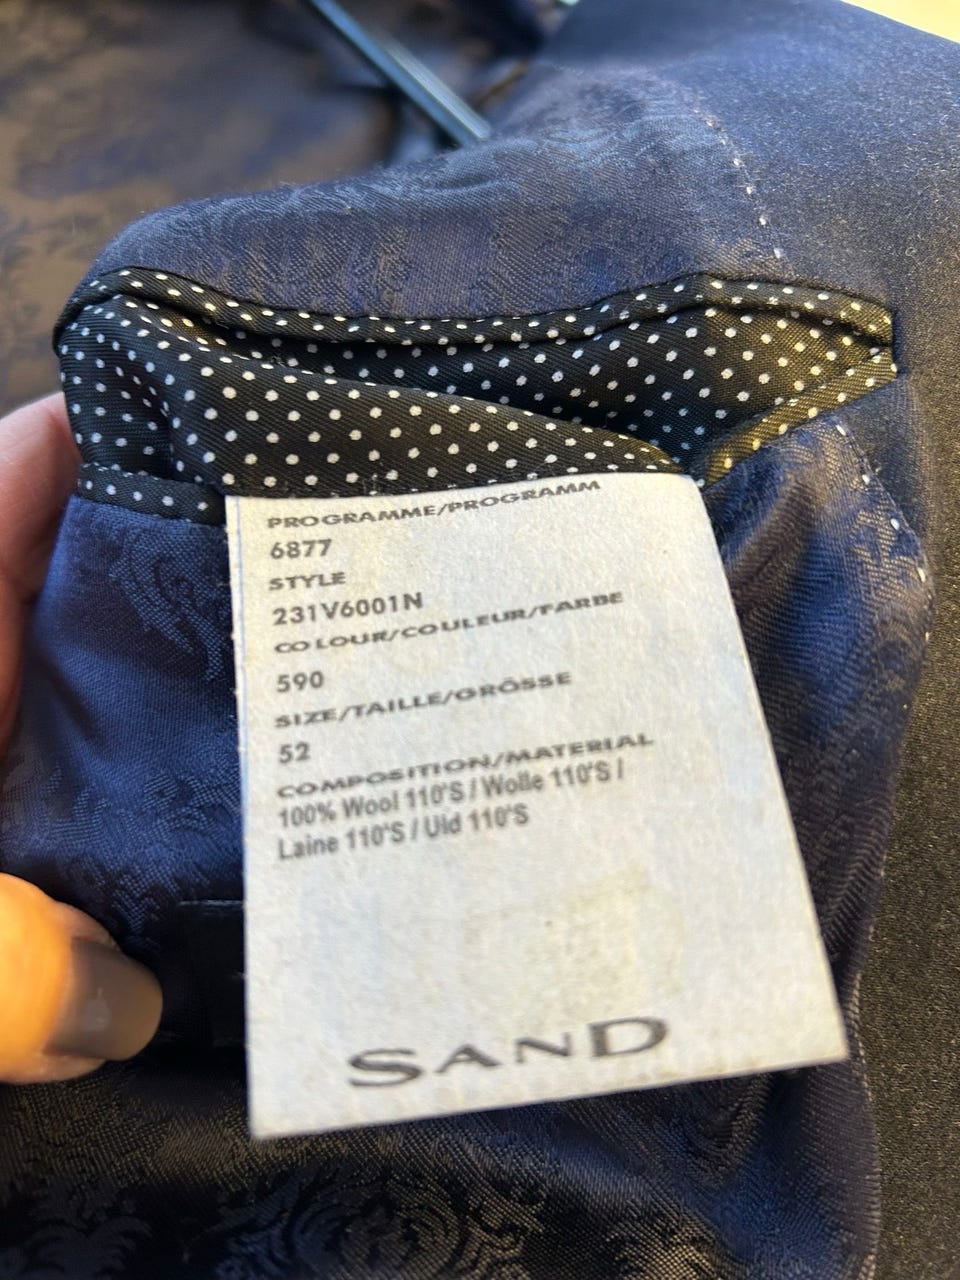 PROGRAMME/PROGRAMM
6877
STYLE
231V6001N
COLOUR/COULEUR/FARBE
590
SIZE/TAILLE/GRÖSSE
52
COMPOSITION/MATERIAL
100% Wool 110'S / Wolle 110'S /
Laine 110'S / Uld 110'S
SAND